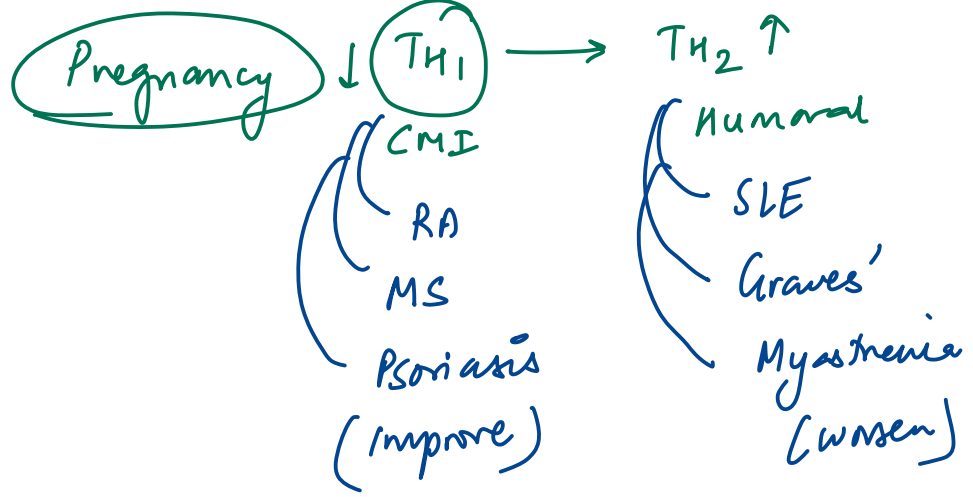 Pregnancy ↓ TH1 → TH2 ↑
CMI Humoral
RA SLE
MS Graves'
Psoriasis Myasthenia
(improve) (worsen)